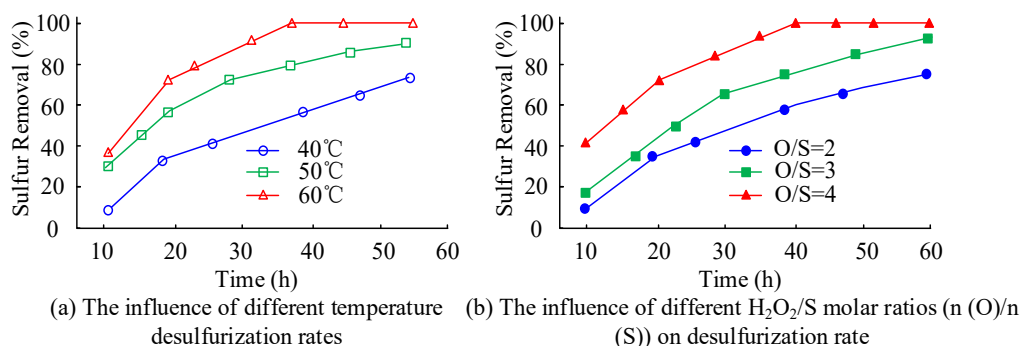 Sulfur Removal (%)
100
80
60
40
20
0
40℃
50℃
60℃
10 20 30 40 50 60
Time (h)
(a) The influence of different temperature
desulfurization rates
Sulfur Removal (%)
100
80
60
40
20
0
O/S=2
O/S=3
O/S=4
10 20 30 40 50 60
Time (h)
(b) The influence of different H₂O₂/S molar ratios (n (O)/n
(S)) on desulfurization rate